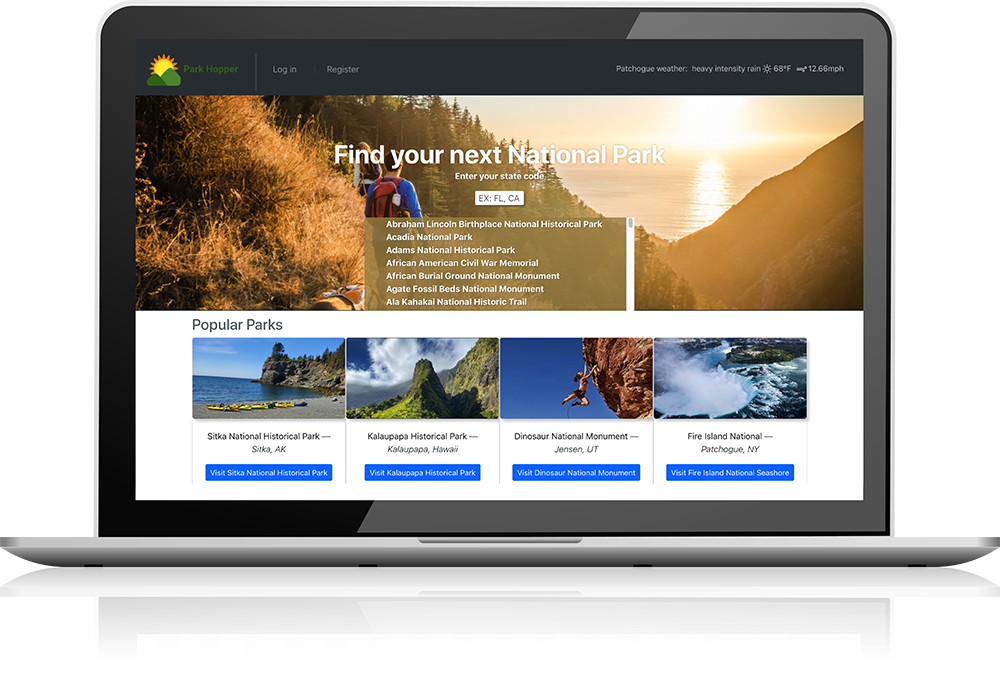 Park Hopper
Log in
Register
Patchogue weather: heavy intensity rain 68°F 12.66mph
Find your next National Park
Enter your state code
EX: FL, CA
Abraham Lincoln Birthplace National Historical Park
Acadia National Park
Adams National Historical Park
African American Civil War Memorial
African Burial Ground National Monument
Agate Fossil Beds National Monument
Ala Kahakai National Historic Trail
Popular Parks
Sitka National Historical Park —
Sitka, AK
Visit Sitka National Historical Park
Kalaupapa Historical Park —
Kalaupapa, Hawaii
Visit Kalaupapa Historical Park
Dinosaur National Monument —
Jensen, UT
Visit Dinosaur National Monument
Fire Island National —
Patchogue, NY
Visit Fire Island National Seashore